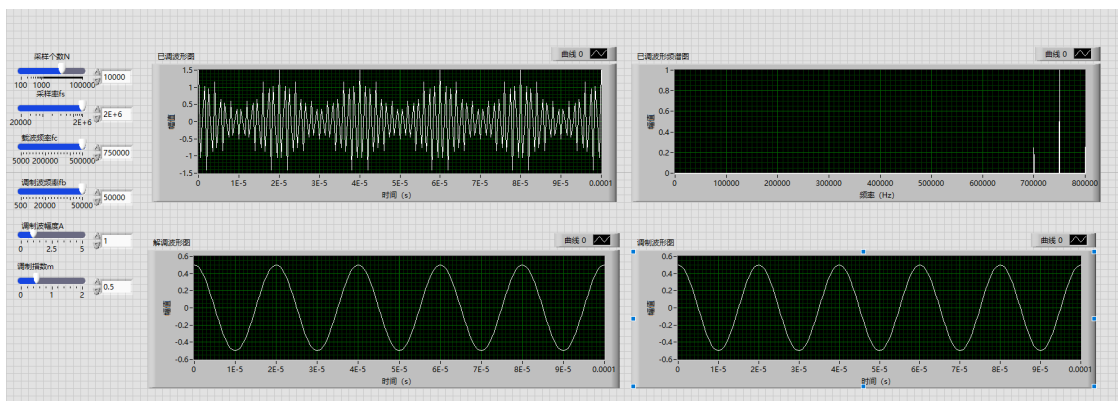 采样个数N
100 1000 100000
10000
采样率fs
20000 2E+6
2E+6
载波频率fc
5000 200000 500000
750000
调制波频率fb
500 20000 50000
50000
调制波幅度A
0 2.5 5
1
调制指数m
0 1 2
0.5
已调波形图 曲线 0
幅值
1.5
1
0.5
0
-0.5
-1
-1.5
0 1E-5 2E-5 3E-5 4E-5 5E-5 6E-5 7E-5 8E-5 9E-5 0.0001
时间 (s)
已调波形频谱图 曲线 0
幅值
1
0.8
0.6
0.4
0.2
0
0 100000 200000 300000 400000 500000 600000 700000 800000
频率 (Hz)
解调波形图 曲线 0
幅值
0.6
0.4
0.2
0
-0.2
-0.4
-0.6
0 1E-5 2E-5 3E-5 4E-5 5E-5 6E-5 7E-5 8E-5 9E-5 0.0001
时间 (s)
调制波形图 曲线 0
幅值
0.6
0.4
0.2
0
-0.2
-0.4
-0.6
0 1E-5 2E-5 3E-5 4E-5 5E-5 6E-5 7E-5 8E-5 9E-5 0.0001
时间 (s)